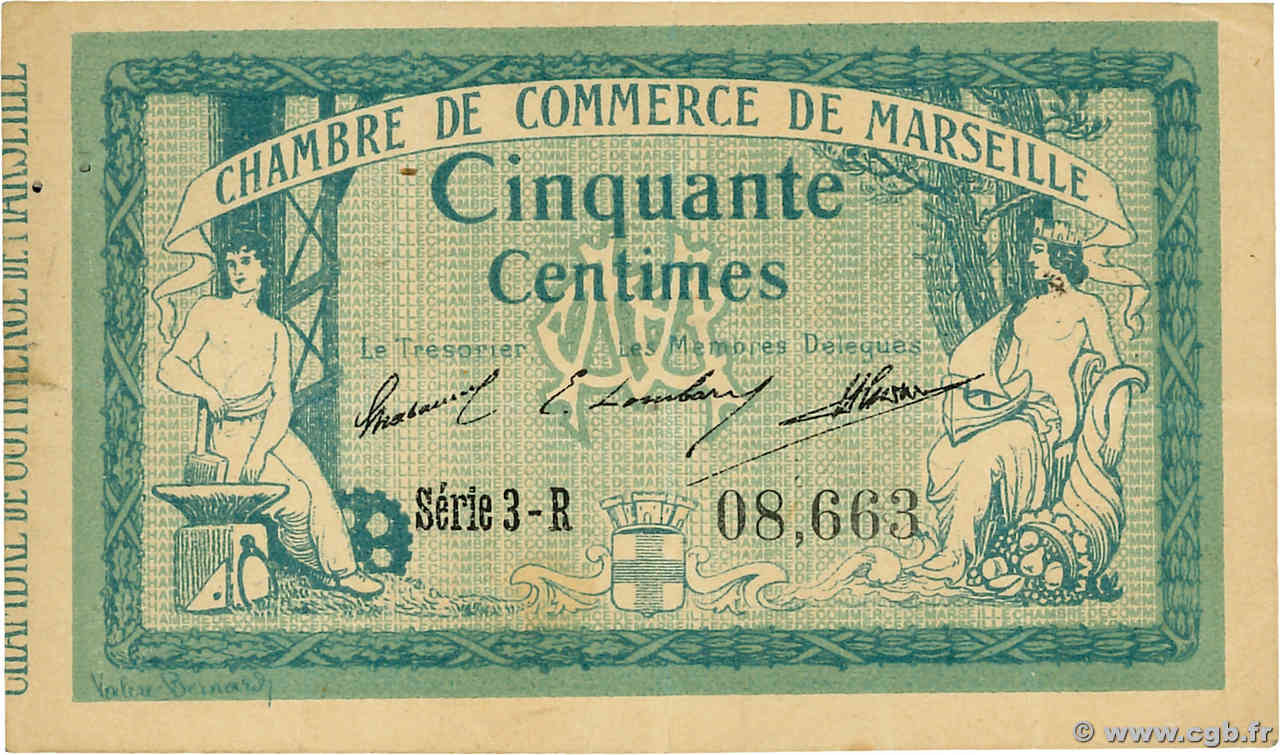 CHAMBRE DE COMMERCE DE MARSEILLE
CHAMBRE DE COMMERCE DE MARSEILLE
Cinquante
Centimes
Le Trésorier Les Membres Délégués
E. Lombard
Série 3-R 08,663
Valère Bernard
© www.cgb.fr